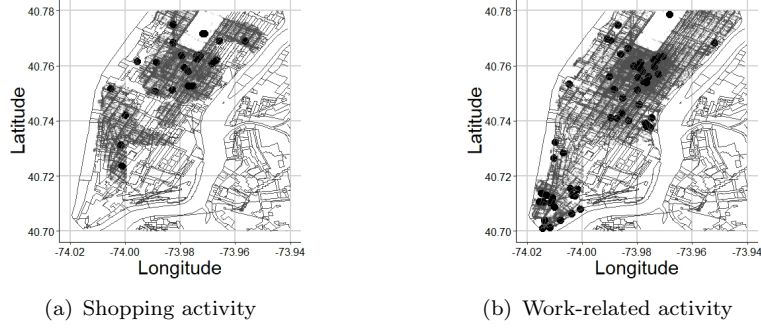 40.78
40.76
40.74
40.72
40.70
Latitude
-74.02 -74.00 -73.98 -73.96 -73.94
Longitude
(a) Shopping activity
40.78
40.76
40.74
40.72
40.70
Latitude
-74.02 -74.00 -73.98 -73.96 -73.94
Longitude
(b) Work-related activity